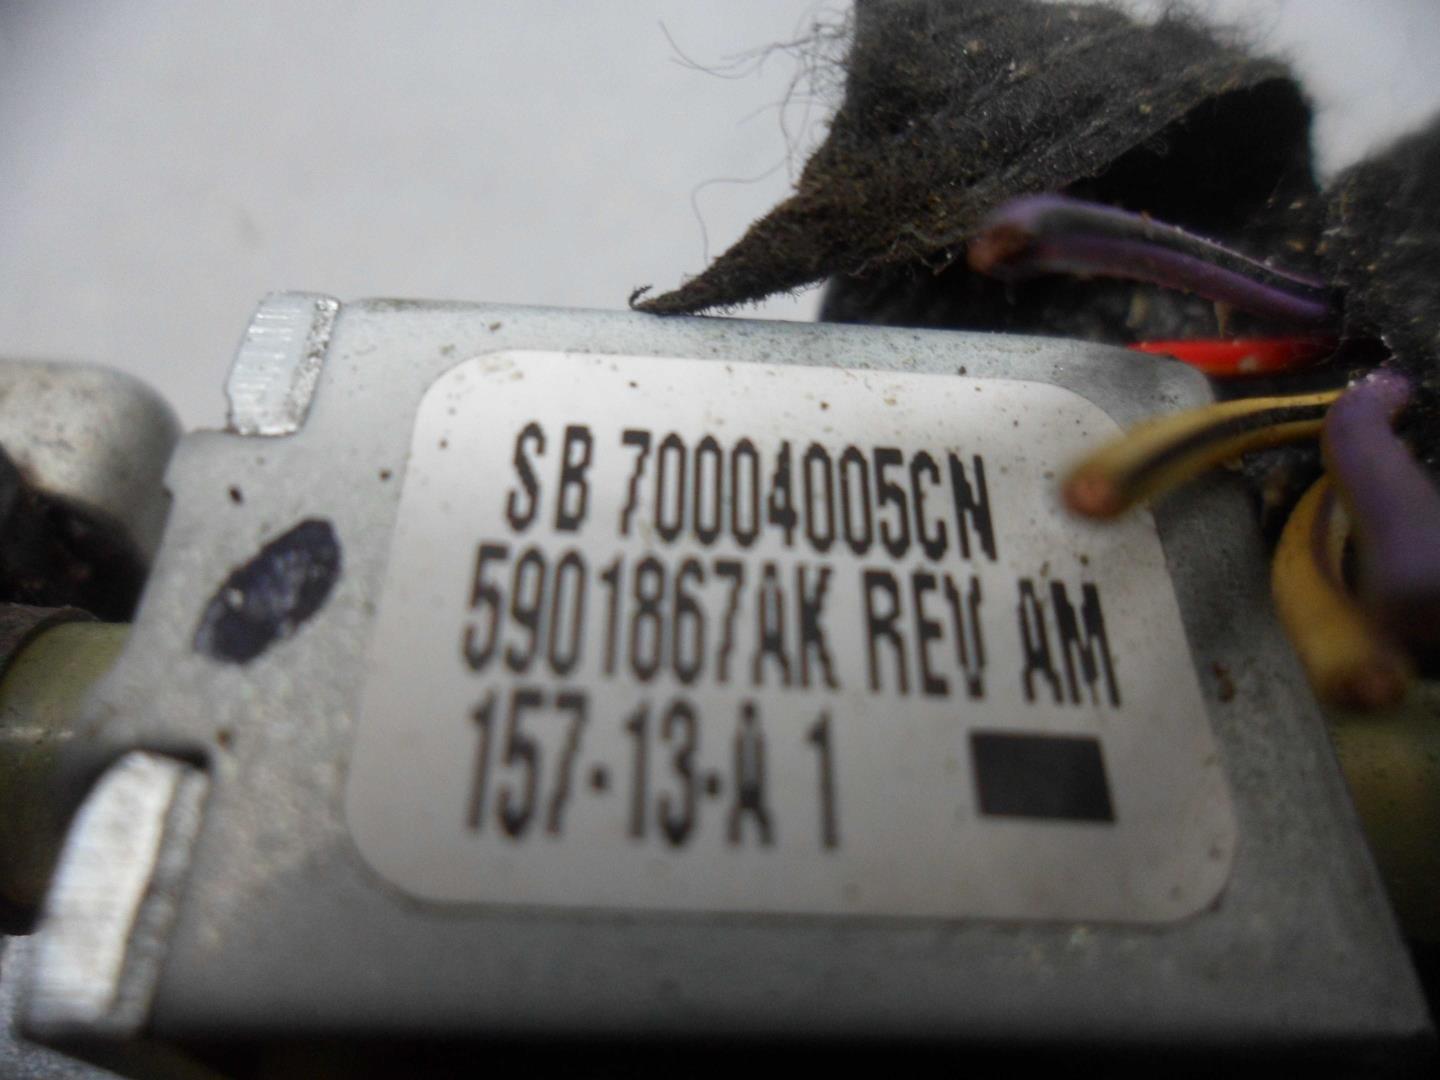 SB 70004005CN
5901867AK REV AM
157-13-A 1